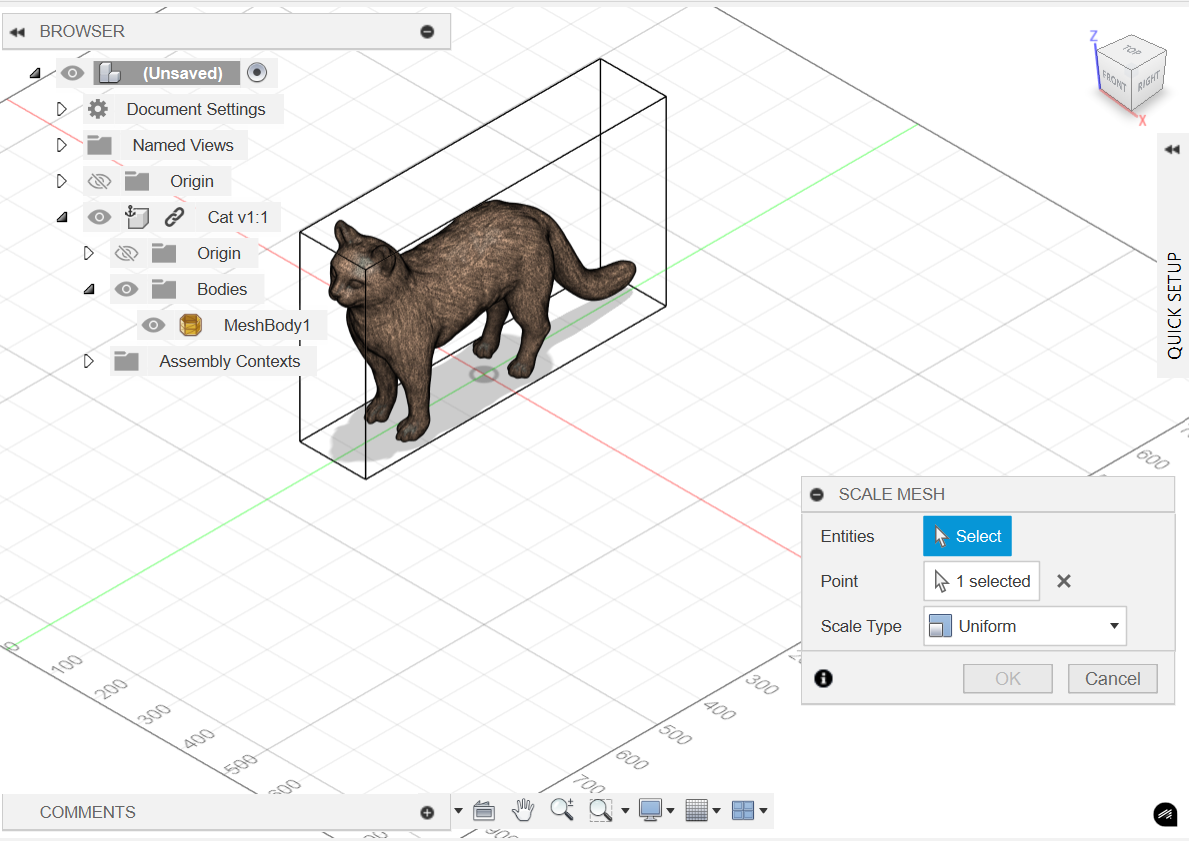 BROWSER
(Unsaved)
Document Settings
Named Views
Origin
Cat v1:1
Origin
Bodies
MeshBody1
Assembly Contexts
Z
TOP
FRONT
RIGHT
X
QUICK SETUP
600
SCALE MESH
Entities
Select
Point
1 selected
Scale Type
Uniform
OK
Cancel
0
100
200
300
400
500
300
400
500
600
700
COMMENTS